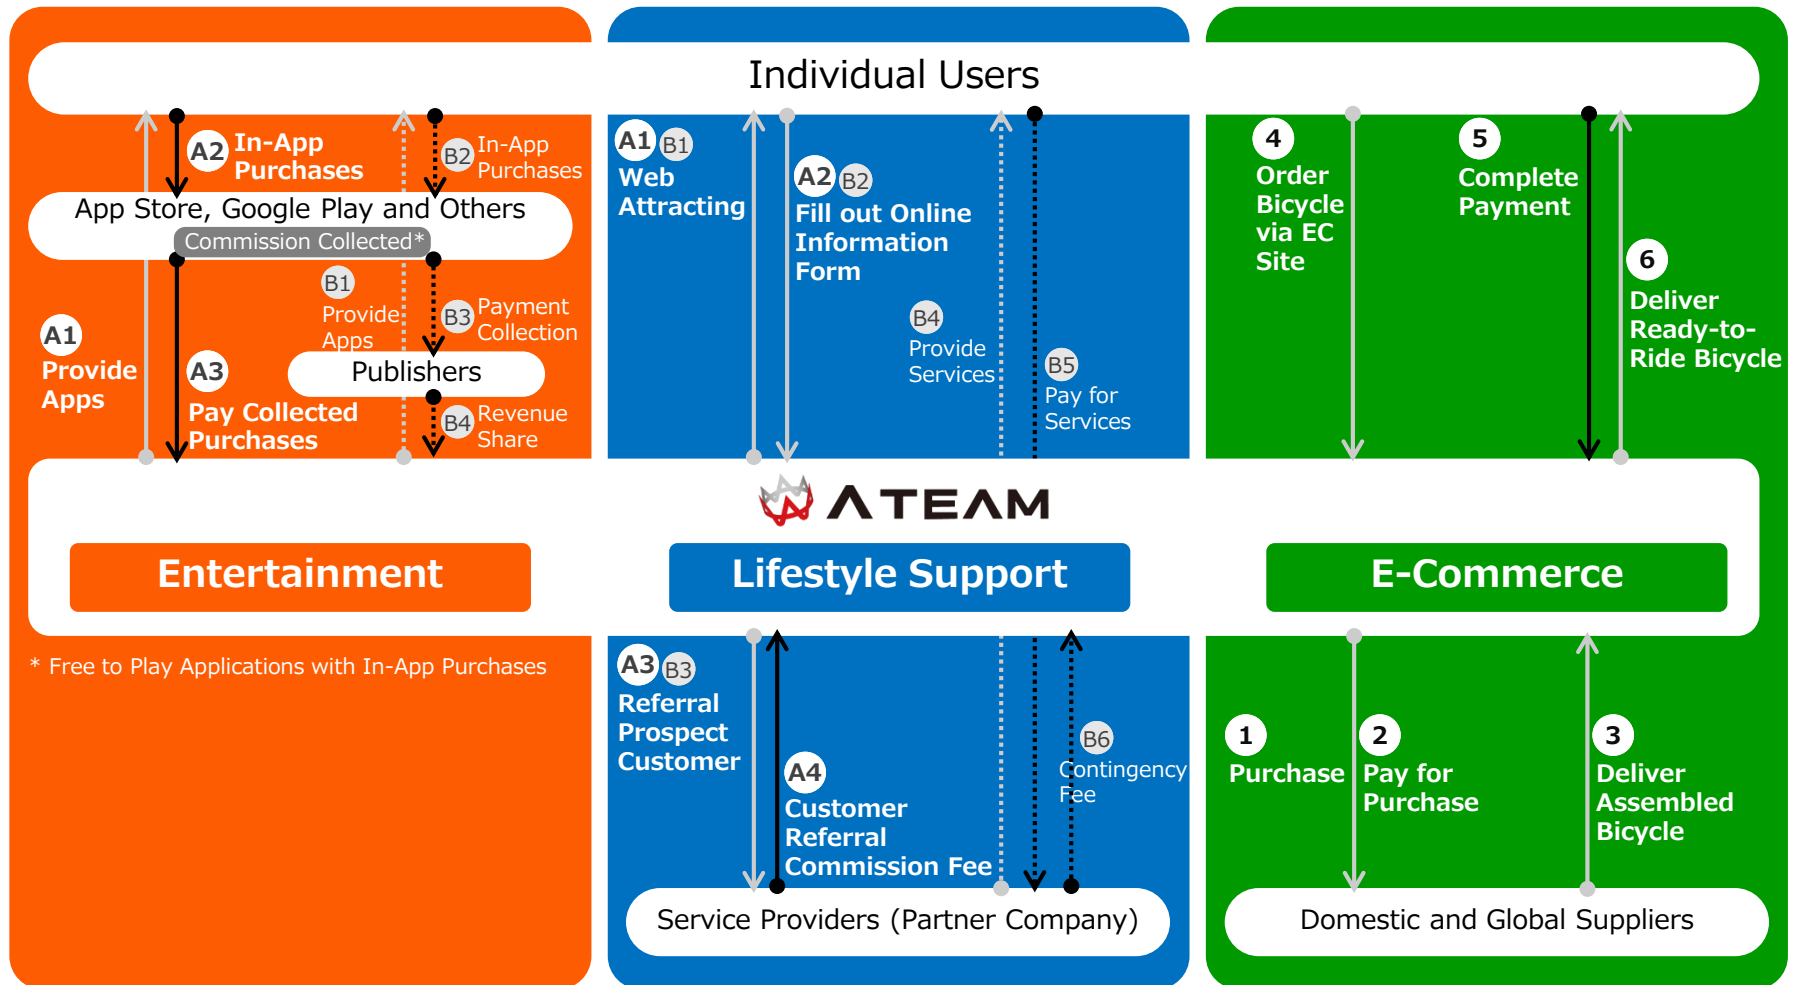 Individual Users
A2
In-App
Purchases
B2
In-App
Purchases
App Store, Google Play and Others
Commission Collected*
A1
Provide
Apps
A3
Pay Collected
Purchases
B1
Provide
Apps
B3
Payment
Collection
Publishers
B4
Revenue
Share
A1 B1
Web
Attracting
A2 B2
Fill out Online
Information
Form
B4
Provide
Services
B5
Pay for
Services
4
Order
Bicycle
via EC
Site
5
Complete
Payment
6
Deliver
Ready-to-
Ride Bicycle
ATEAM
Entertainment
Lifestyle Support
E-Commerce
* Free to Play Applications with In-App Purchases
A3 B3
Referral
Prospect
Customer
A4
Customer
Referral
Commission Fee
B6
Contingency
Fee
Service Providers (Partner Company)
1
Purchase
2
Pay for
Purchase
3
Deliver
Assembled
Bicycle
Domestic and Global Suppliers